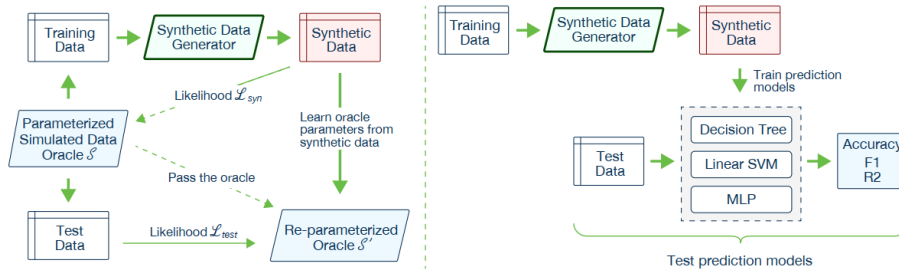 Training
Data
Synthetic Data
Generator
Synthetic
Data
Likelihood ℒsyn
Parameterized
Simulated Data
Oracle 𝒮
Learn oracle
parameters from
synthetic data
Pass the oracle
Test
Data
Likelihood ℒtest
Re-parameterized
Oracle 𝒮′
Training
Data
Synthetic Data
Generator
Synthetic
Data
Train prediction
models
Test
Data
Decision Tree
Linear SVM
MLP
Accuracy
F1
R2
Test prediction models